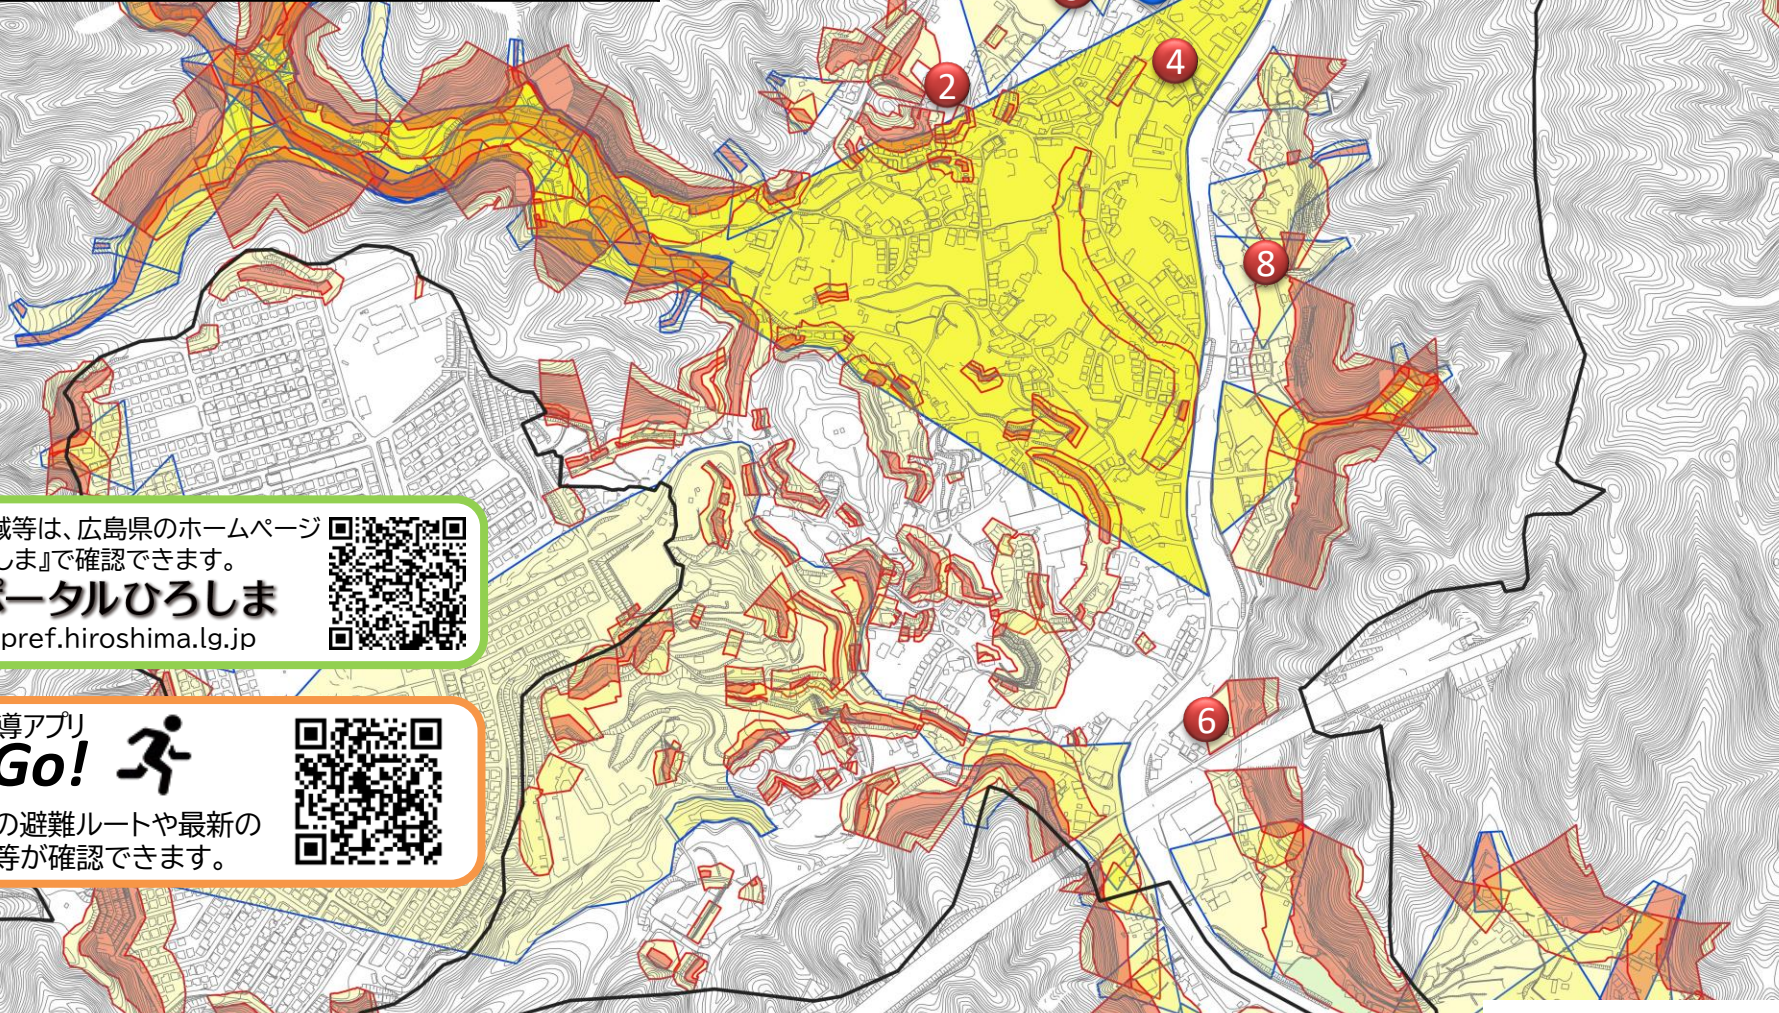 2
4
8
域等は、広島県のホームページ
しま』で確認できます。
ポータルひろしま
pref.hiroshima.lg.jp
6
導アプリ
Go!
の避難ルートや最新の
等が確認できます。